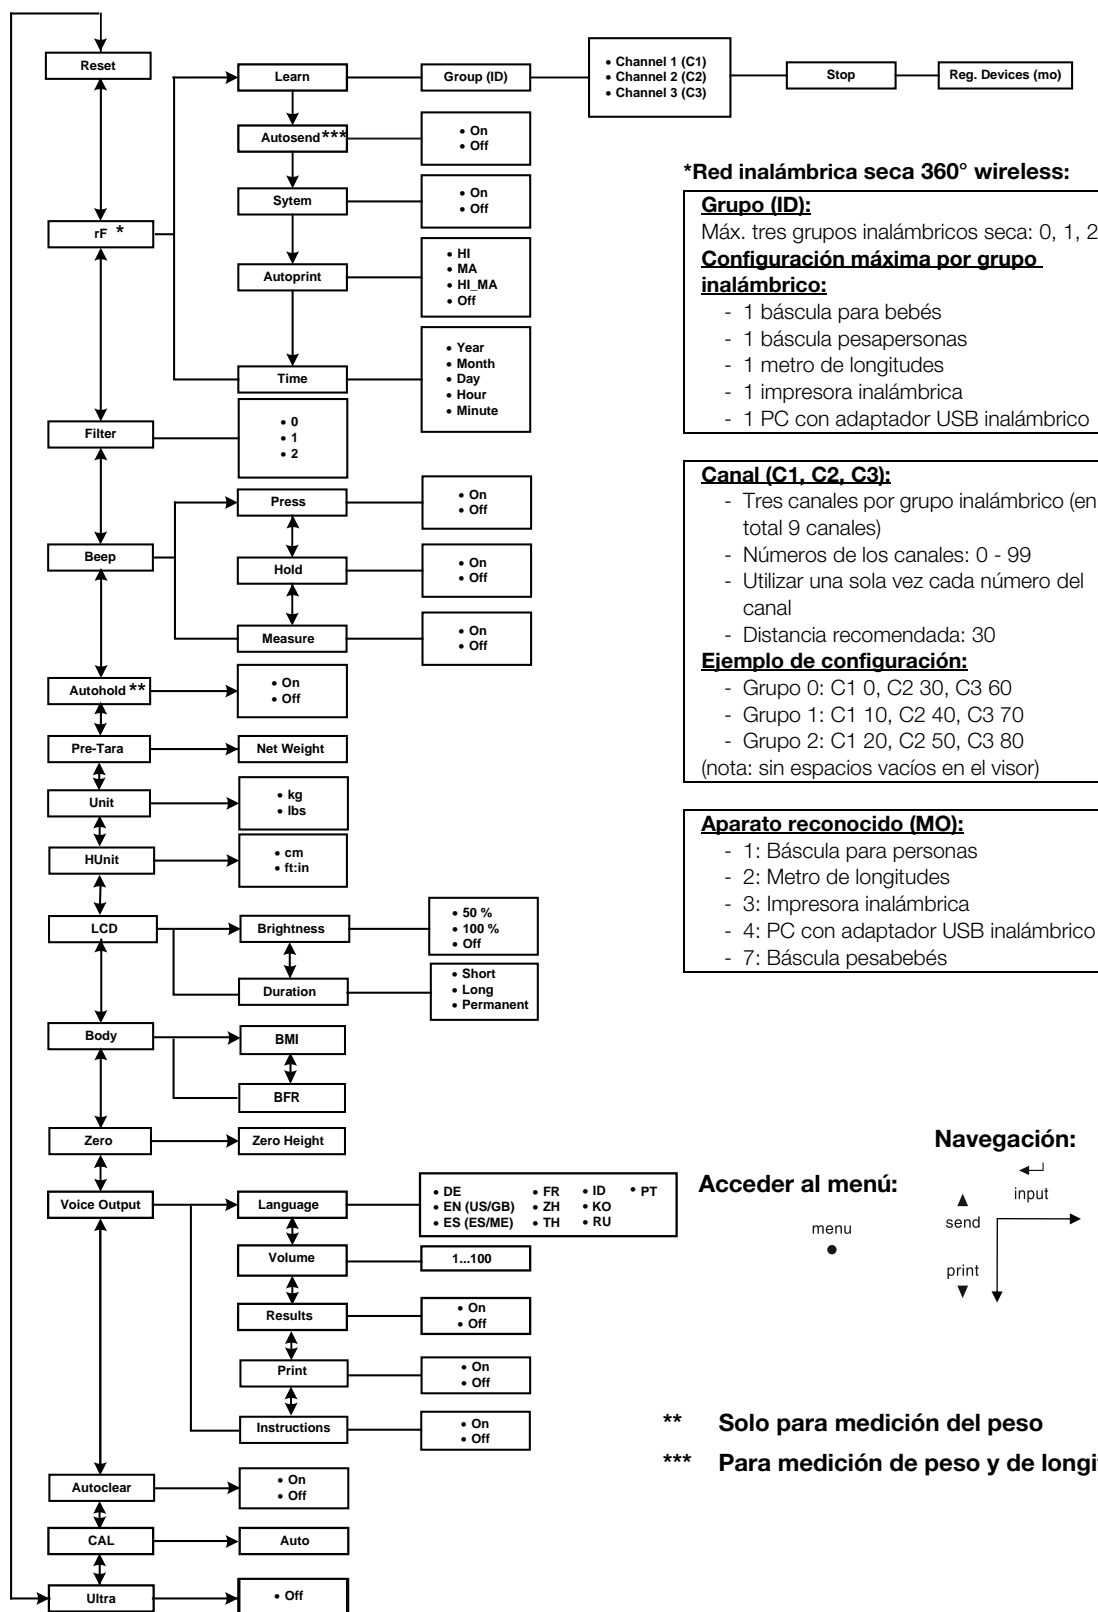 Reset
Learn
Group (ID)
• Channel 1 (C1)
• Channel 2 (C2)
• Channel 3 (C3)
Stop
Reg. Devices (mo)
Autosend***
• On
• Off
Sytem
• On
• Off
rF *
Autoprint
• HI
• MA
• HI_MA
• Off
Time
• Year
• Month
• Day
• Hour
• Minute
Filter
• 0
• 1
• 2
Beep
Press
• On
• Off
Hold
• On
• Off
Measure
• On
• Off
Autohold **
• On
• Off
Pre-Tara
Net Weight
Unit
• kg
• lbs
HUnit
• cm
• ft:in
LCD
Brightness
• 50 %
• 100 %
• Off
Duration
• Short
• Long
• Permanent
Body
BMI
BFR
Zero
Zero Height
Voice Output
Language
• DE • FR • ID • PT
• EN (US/GB) • ZH • KO
• ES (ES/ME) • TH • RU
Volume
1...100
Results
• On
• Off
Print
• On
• Off
Instructions
• On
• Off
Autoclear
• On
• Off
CAL
Auto
Ultra
• Off
*Red inalámbrica seca 360° wireless:
Grupo (ID):
Máx. tres grupos inalámbricos seca: 0, 1, 2
Configuración máxima por grupo
inalámbrico:
- 1 báscula para bebés
- 1 báscula pesapersonas
- 1 metro de longitudes
- 1 impresora inalámbrica
- 1 PC con adaptador USB inalámbrico
Canal (C1, C2, C3):
- Tres canales por grupo inalámbrico (en
total 9 canales)
- Números de los canales: 0 - 99
- Utilizar una sola vez cada número del
canal
- Distancia recomendada: 30
Ejemplo de configuración:
- Grupo 0: C1 0, C2 30, C3 60
- Grupo 1: C1 10, C2 40, C3 70
- Grupo 2: C1 20, C2 50, C3 80
(nota: sin espacios vacíos en el visor)
Aparato reconocido (MO):
- 1: Báscula para personas
- 2: Metro de longitudes
- 3: Impresora inalámbrica
- 4: PC con adaptador USB inalámbrico
- 7: Báscula pesabebés
Navegación:
Acceder al menú:
input
send
menu
print
** Solo para medición del peso
*** Para medición de peso y de